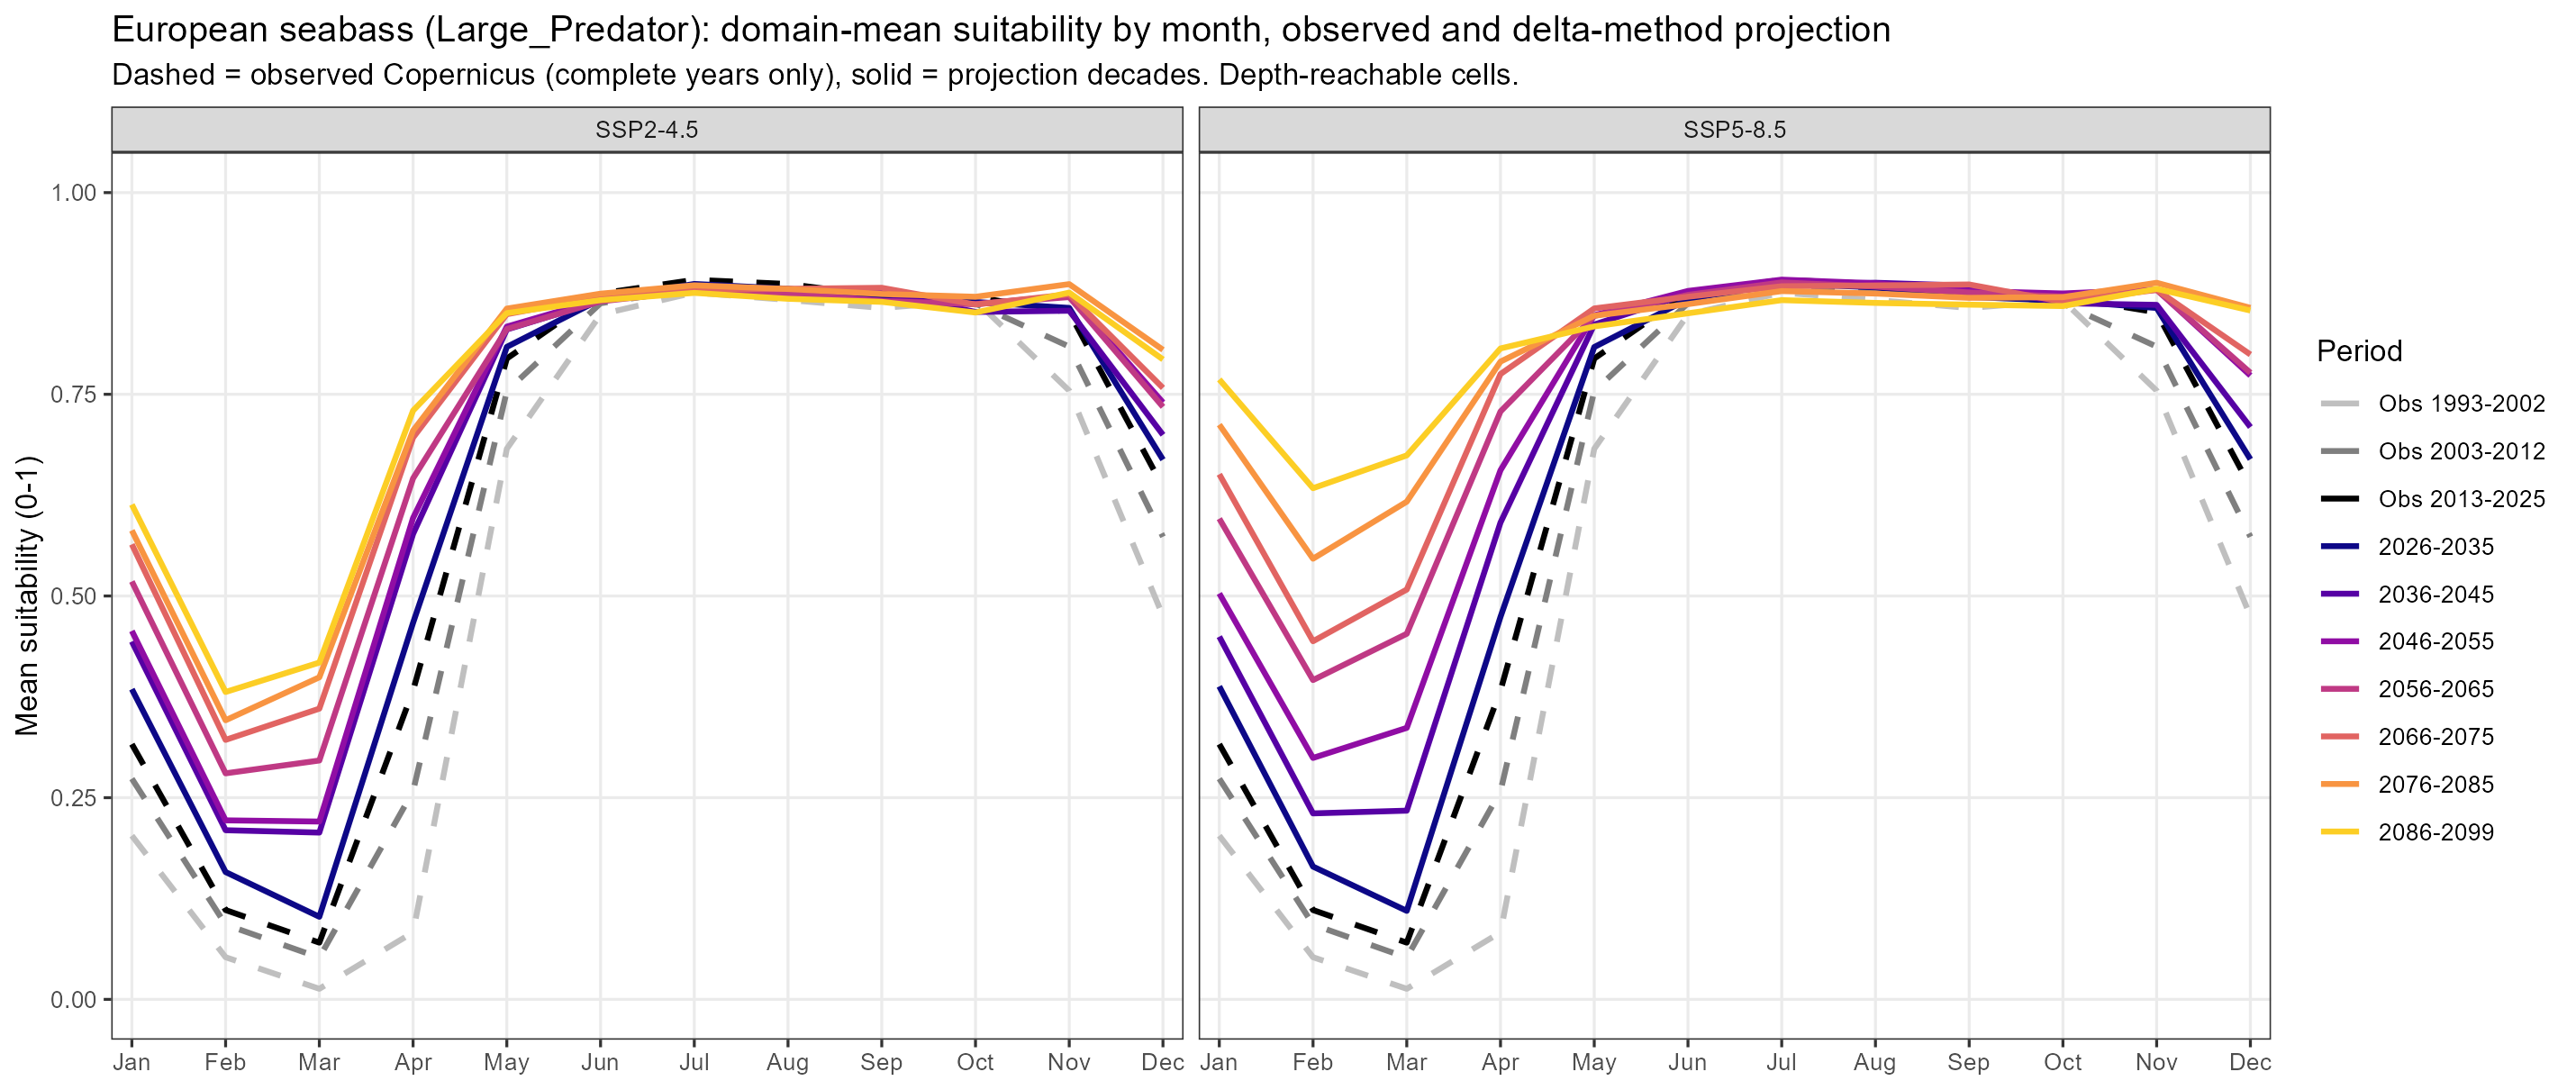 European seabass (Large_Predator): domain-mean suitability by month, observed and delta-method projection
Dashed = observed Copernicus (complete years only), solid = projection decades. Depth-reachable cells.
SSP2-4.5
SSP5-8.5
Mean suitability (0-1)
1.00
0.75
0.50
0.25
0.00
Jan Feb Mar Apr May Jun Jul Aug Sep Oct Nov Dec
Jan Feb Mar Apr May Jun Jul Aug Sep Oct Nov Dec
Period
Obs 1993-2002
Obs 2003-2012
Obs 2013-2025
2026-2035
2036-2045
2046-2055
2056-2065
2066-2075
2076-2085
2086-2099